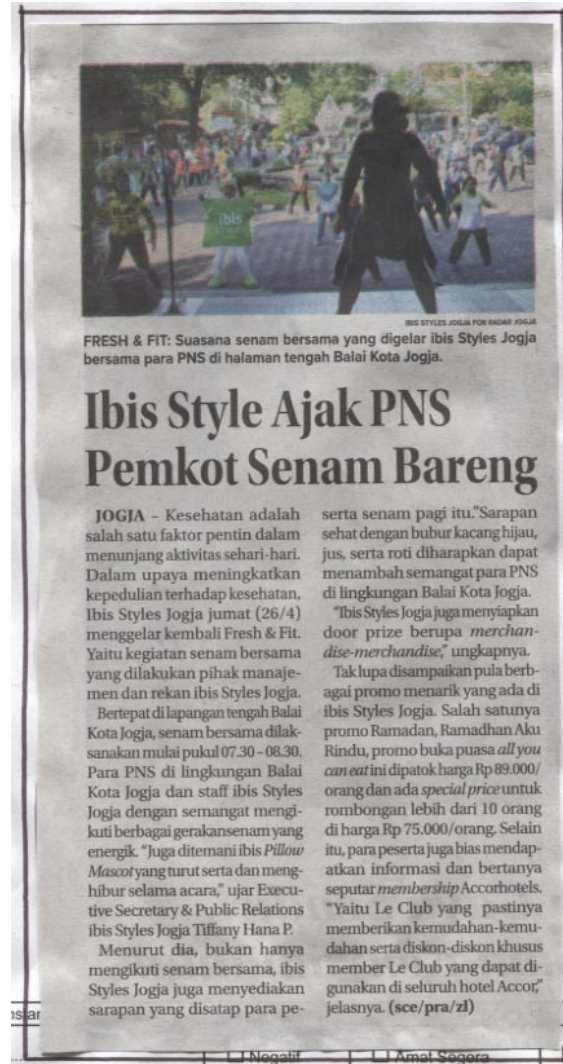 ibis
STYLES
IBIS STYLES JOGJA FOR RADAR JOGJA
FRESH & FIT: Suasana senam bersama yang digelar ibis Styles Jogja
bersama para PNS di halaman tengah Balai Kota Jogja.
Ibis Style Ajak PNS
Pemkot Senam Bareng
JOGJA – Kesehatan adalah
salah satu faktor pentin dalam
menunjang aktivitas sehari-hari.
Dalam upaya meningkatkan
kepedulian terhadap kesehatan,
Ibis Styles Jogja jumat (26/4)
menggelar kembali Fresh & Fit.
Yaitu kegiatan senam bersama
yang dilakukan pihak manaje-
men dan rekan ibis Styles Jogja.
Bertepat di lapangan tengah Balai
Kota Jogja, senam bersama dilak-
sanakan mulai pukul 07.30 – 08.30.
Para PNS di lingkungan Balai
Kota Jogja dan staff ibis Styles
Jogja dengan semangat mengi-
kuti berbagai gerakansenam yang
energik. "Juga ditemani ibis Pillow
Mascot yang turut serta dan meng-
hibur selama acara," ujar Execu-
tive Secretary & Public Relations
ibis Styles Jogja Tiffany Hana P.
Menurut dia, bukan hanya
mengikuti senam bersama, ibis
Styles Jogja juga menyediakan
sarapan yang disatap para pe-
serta senam pagi itu."Sarapan
sehat dengan bubur kacang hijau,
jus, serta roti diharapkan dapat
menambah semangat para PNS
di lingkungan Balai Kota Jogja.
"Ibis Styles Jogja juga menyiapkan
door prize berupa merchan-
dise-merchandise," ungkapnya.
Tak lupa disampaikan pula berb-
agai promo menarik yang ada di
ibis Styles Jogja. Salah satunya
promo Ramadan, Ramadhan Aku
Rindu, promo buka puasa all you
can eat ini dipatok harga Rp 89.000/
orang dan ada special price untuk
rombongan lebih dari 10 orang
di harga Rp 75.000/orang. Selain
itu, para peserta juga bias mendap-
atkan informasi dan bertanya
seputar membership Accorhotels.
"Yaitu Le Club yang pastinya
memberikan kemudahan-kemu-
dahan serta diskon-diskon khusus
member Le Club yang dapat di-
gunakan di seluruh hotel Accor,"
jelasnya. (sce/pra/zl)
Negatif
Amat Segera